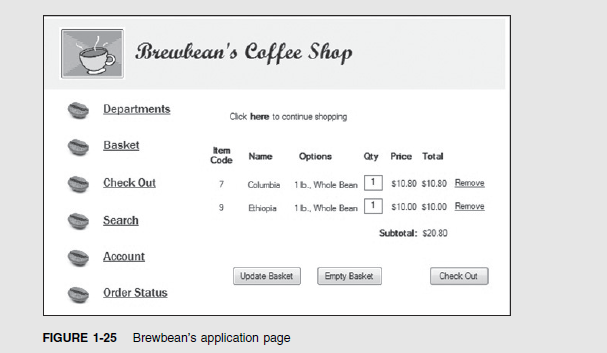 Brewbean's Coffee Shop
Departments
Click here to continue shopping
Basket
Item Code Name Options Qty Price Total
Check Out
7 Columbia 1 lb., Whole Bean 1 $10.80 $10.80 Remove
9 Ethiopia 1 lb., Whole Bean 1 $10.00 $10.00 Remove
Search
Subtotal: $20.80
Account
Update Basket Empty Basket Check Out
Order Status
FIGURE 1-25 Brewbean's application page